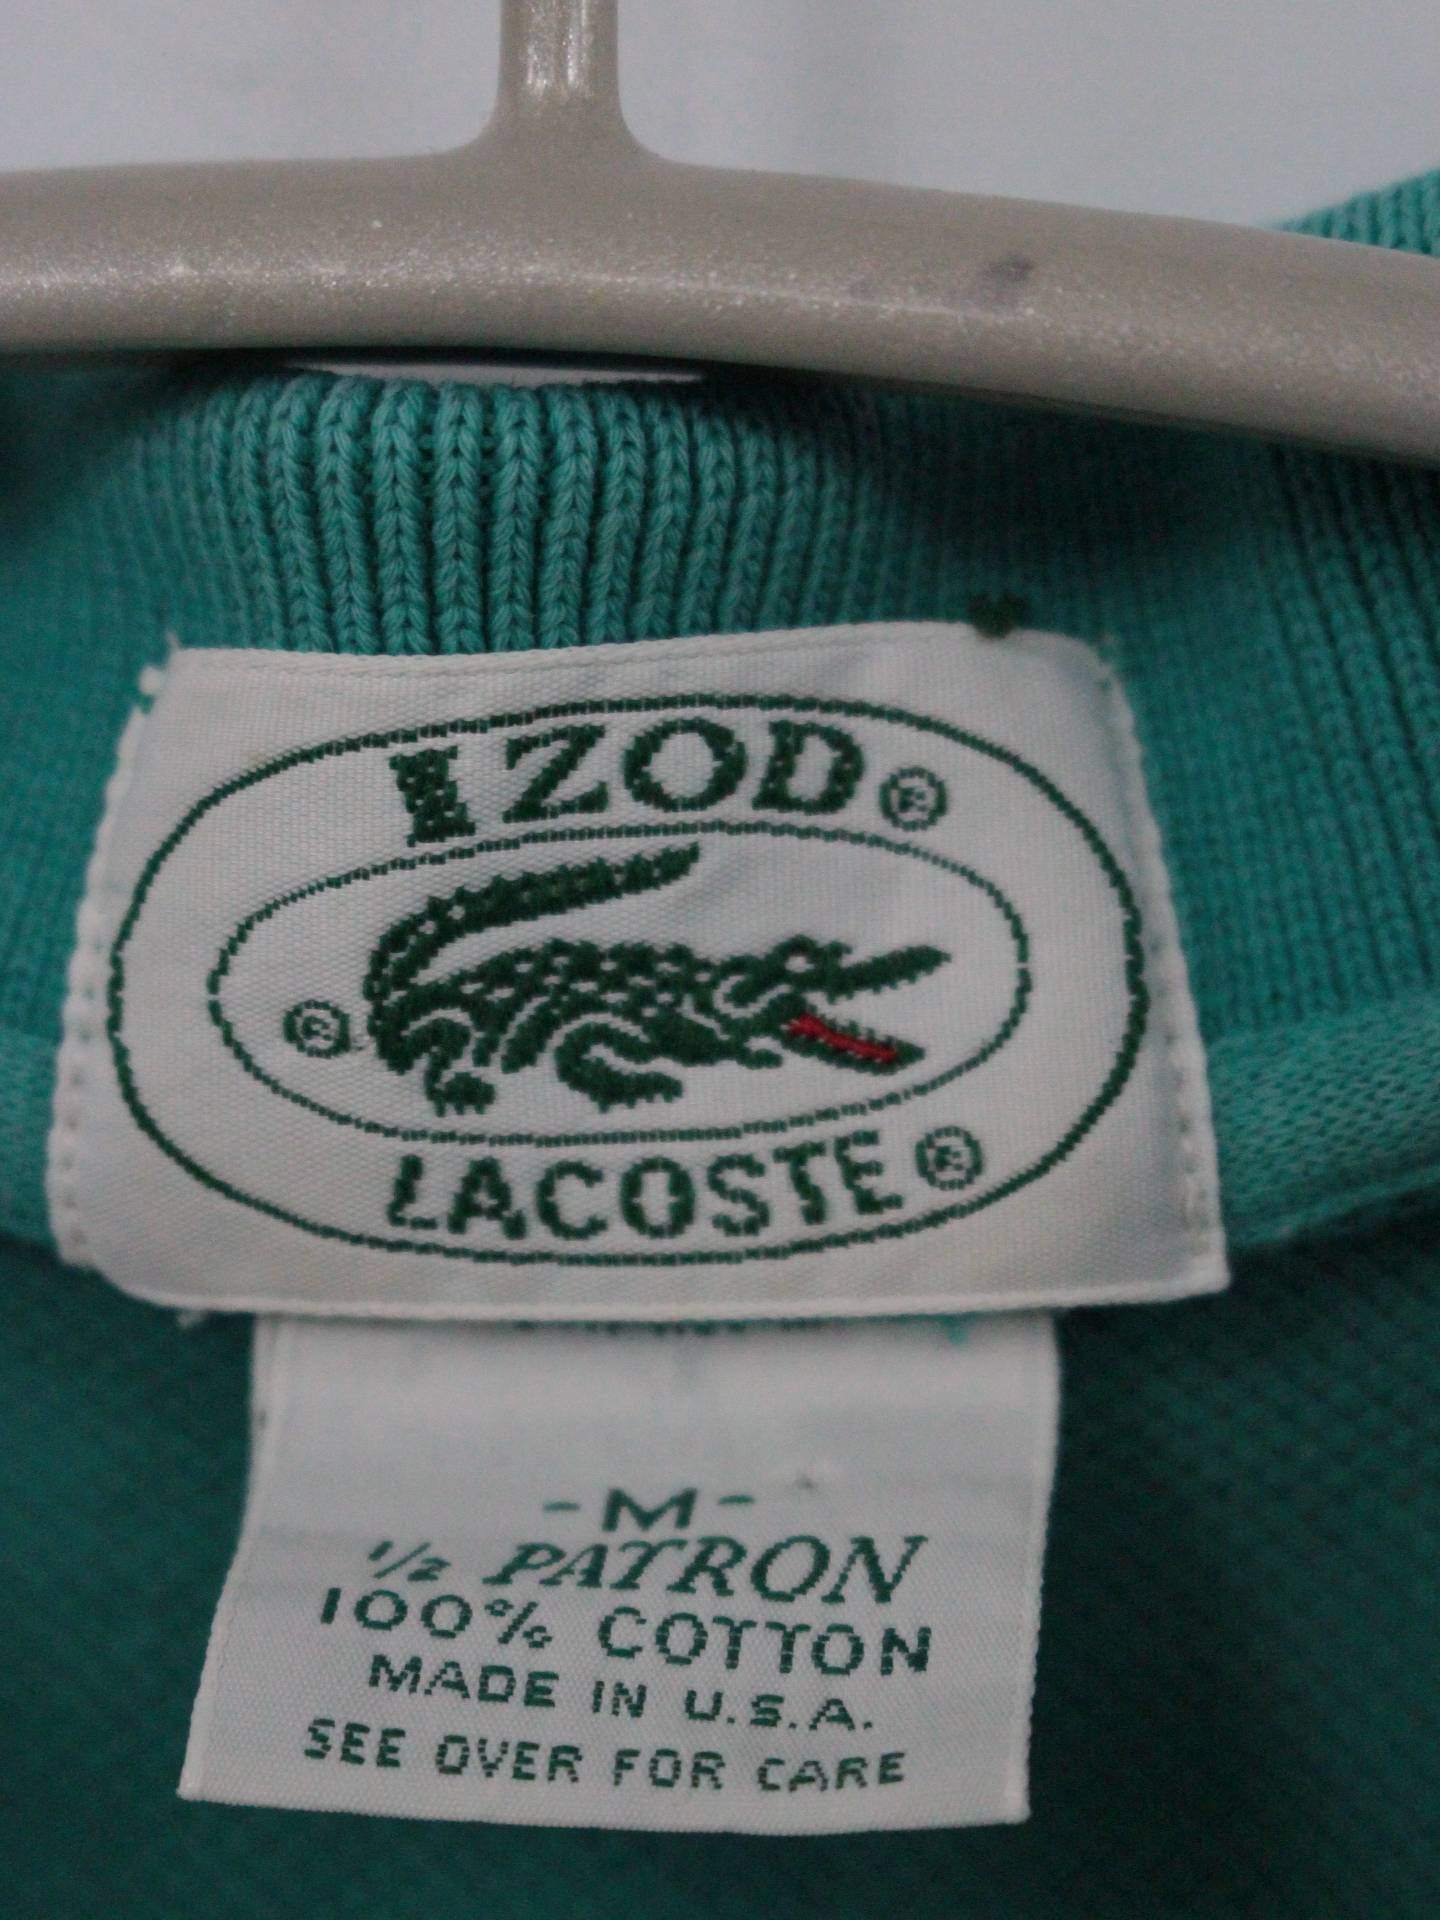 IZOD®
®
LACOSTE®
-M-
1/2 PATRON
100% COTTON
MADE IN U.S.A.
SEE OVER FOR CARE